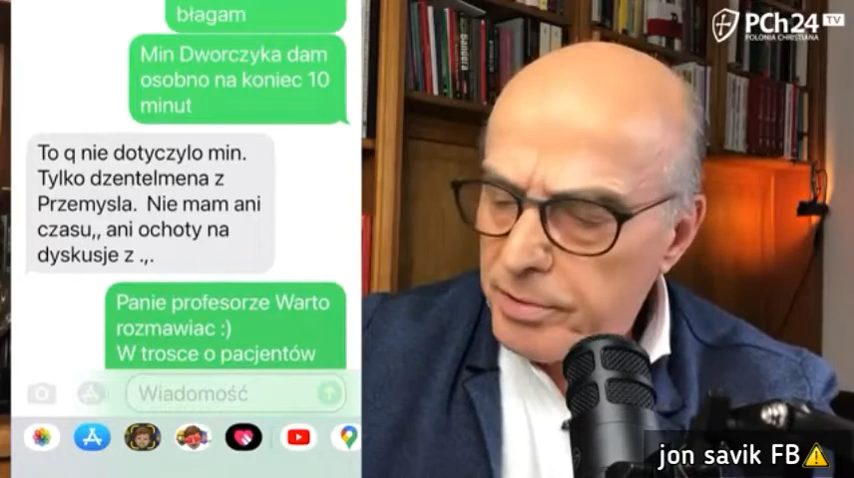 błagam
Min Dworczyka dam
osobno na koniec 10
minut
To q nie dotyczylo min.
Tylko dzentelmena z
Przemysla. Nie mam ani
czasu,, ani ochoty na
dyskusje z .,.
Panie profesorze Warto
rozmawiac :)
W trosce o pacjentów
Wiadomość
PCh24 TV
POLONIA CHRISTIANA
jon savik FB